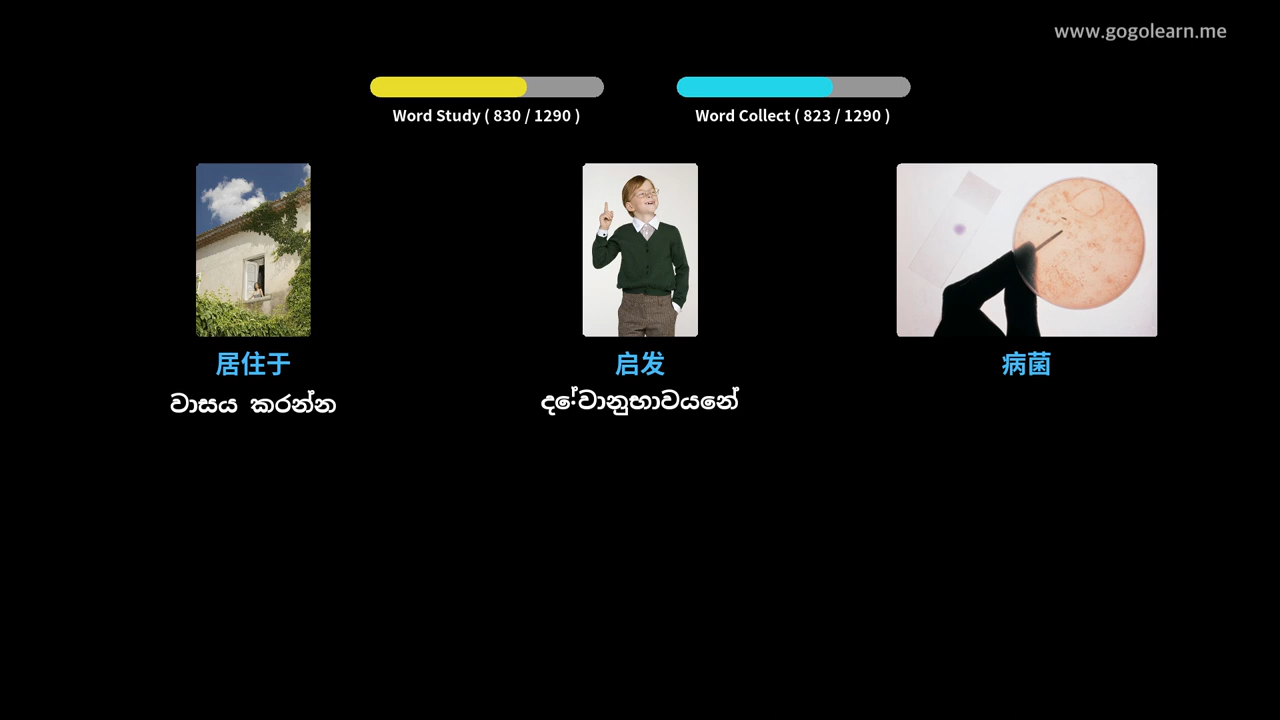 www.gogolearn.me
Word Study ( 830 / 1290 )
Word Collect ( 823 / 1290 )
居住于
启发
病菌
වාසය කරන්න
දේවානුභාවයනේ